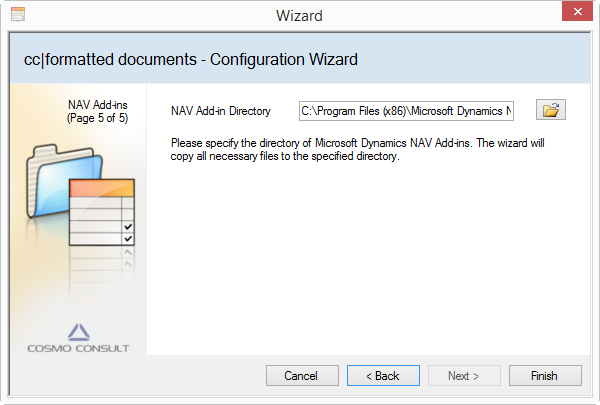 Wizard
cc|formatted documents - Configuration Wizard
NAV Add-ins
(Page 5 of 5)
NAV Add-in Directory
C:\Program Files (x86)\Microsoft Dynamics N
Please specify the directory of Microsoft Dynamics NAV Add-ins. The wizard will
copy all necessary files to the specified directory.
COSMO CONSULT
Cancel
< Back
Next >
Finish